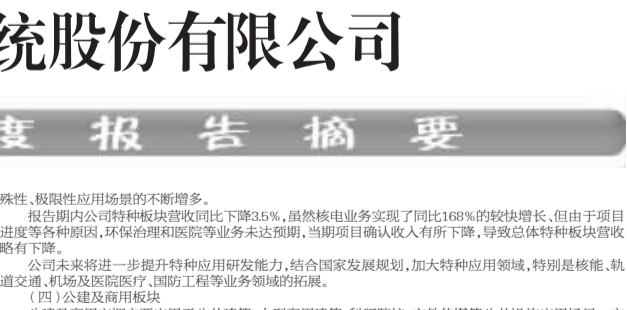 统股份有限公司
度报告摘要
殊性、极限性应用场景的不断增多。
报告期内公司特种板块营收同比下降3.5%,虽然核电业务实现了同比168%的较快增长、但由于项目
进度等各种原因,环保治理和医院等业务未达预期,当期项目确认收入有所下降,导致总体特种板块营收
略有下降。
公司未来将进一步提升特种应用研发能力,结合国家发展规划,加大特种应用领域,特别是核能、轨
道交通、机场及医院医疗、国防工程等业务领域的拓展。
(四)公建及商用板块